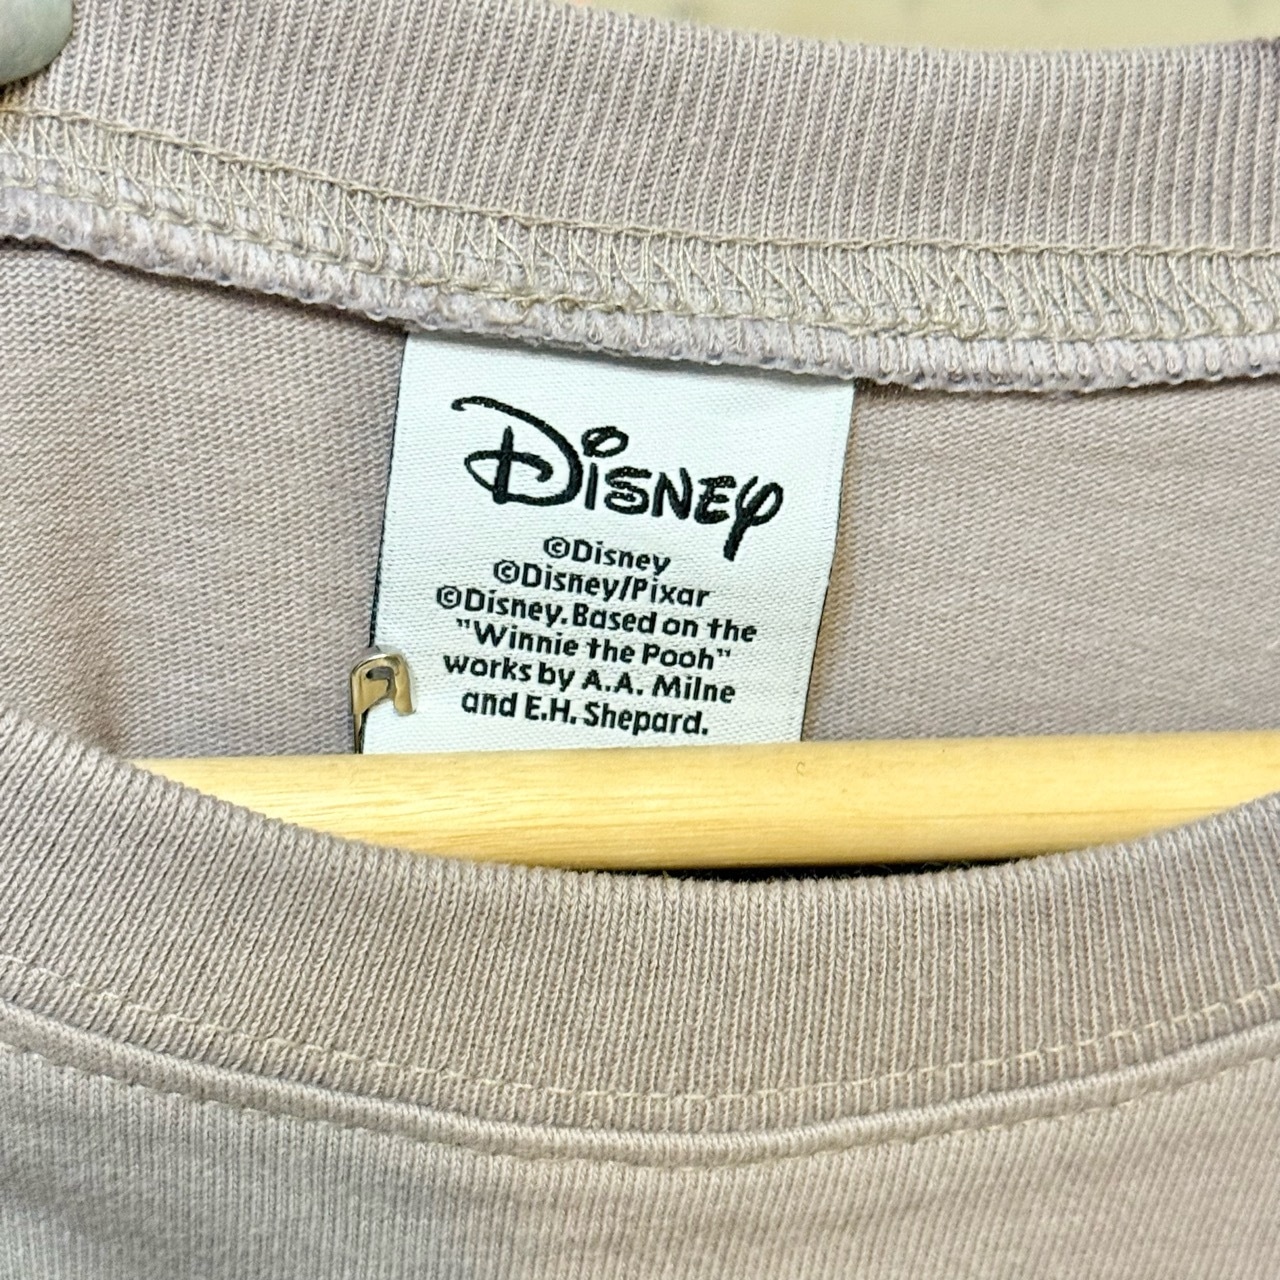 Disney
©Disney
©Disney/Pixar
©Disney.Based on the
"Winnie the Pooh"
works by A.A. Milne
and E.H. Shepard.